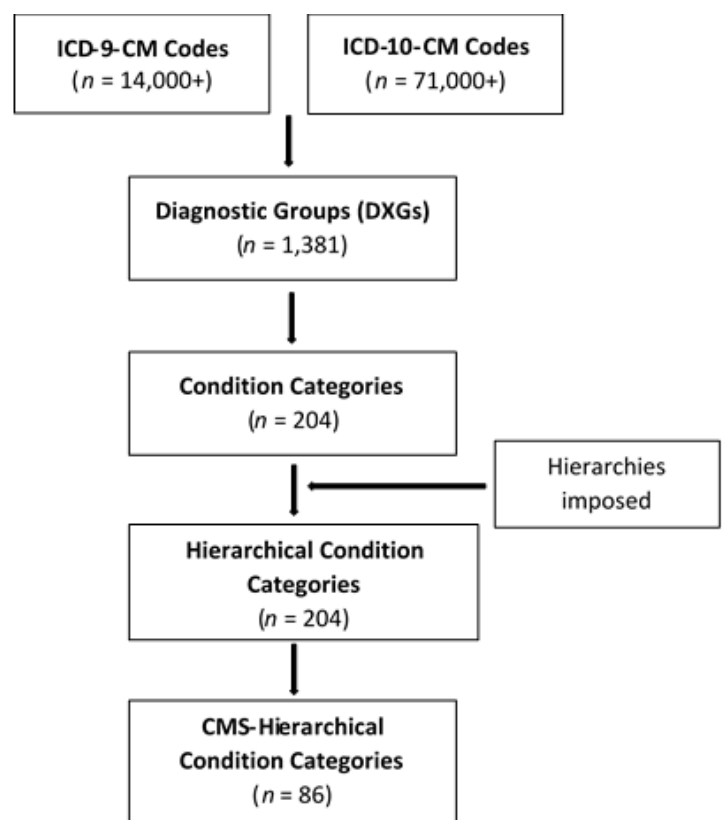 ICD-9-CM Codes
(n = 14,000+)
ICD-10-CM Codes
(n = 71,000+)
Diagnostic Groups (DXGs)
(n = 1,381)
Condition Categories
(n = 204)
Hierarchies
imposed
Hierarchical Condition
Categories
(n = 204)
CMS-Hierarchical
Condition Categories
(n = 86)